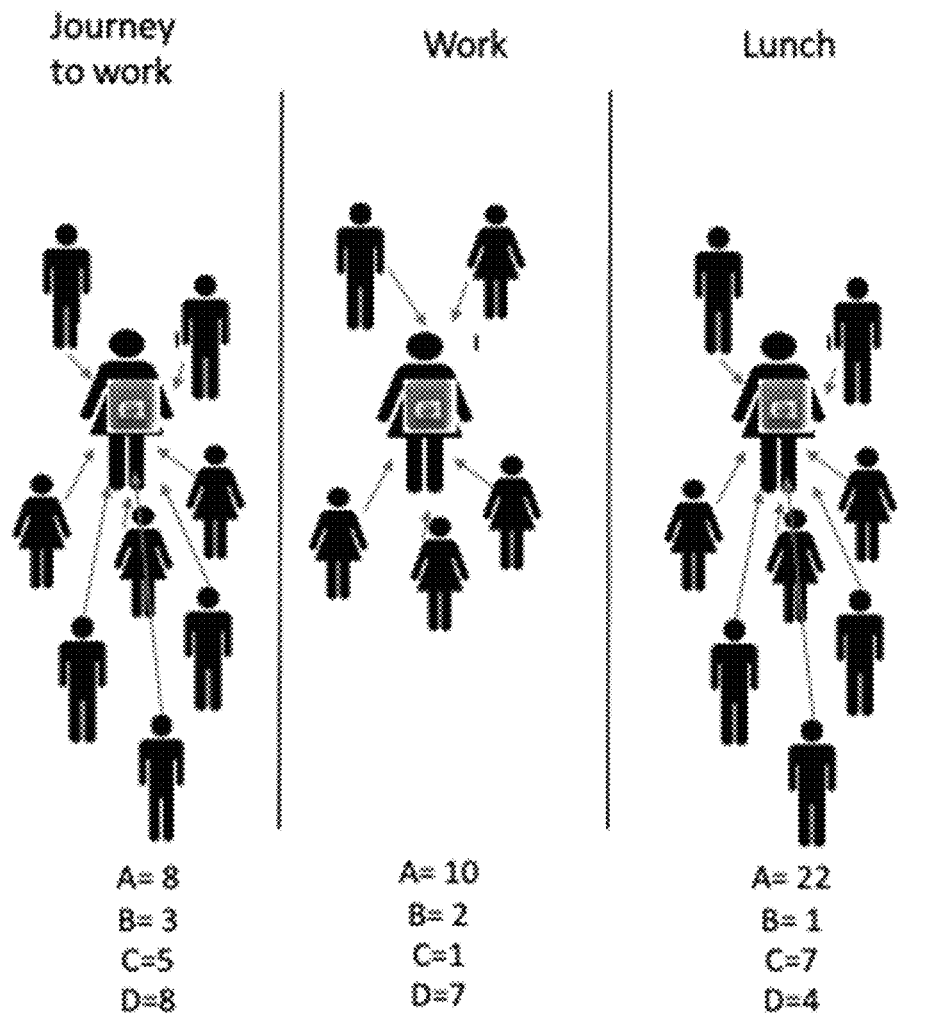 Journey
to work
Work
Lunch
A= 8
B= 3
C=5
D=8
A= 10
B= 2
C=1
D=7
A= 22
B= 1
C=7
D=4